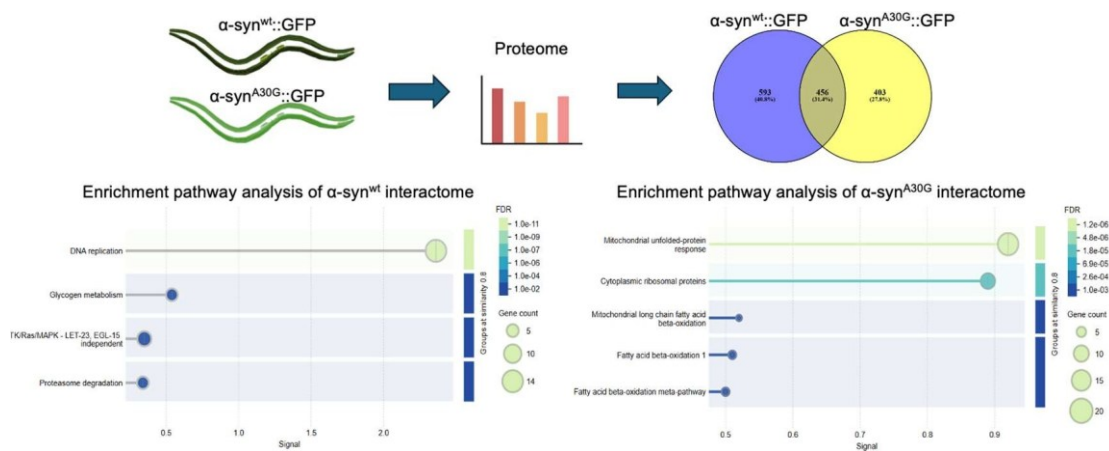 α-syn^wt::GFP
α-syn^A30G::GFP
Proteome
α-syn^wt::GFP
α-syn^A30G::GFP
593
(40.8%)
456
(31.4%)
403
(27.8%)
Enrichment pathway analysis of α-syn^wt interactome
DNA replication
Glycogen metabolism
TK/Ras/MAPK - LET-23, EGL-15
independent
Proteasome degradation
0.5
1.0
1.5
2.0
Signal
FDR
1.0e-11
1.0e-09
1.0e-07
1.0e-06
1.0e-04
1.0e-02
Groups at similarity 0.8
Gene count
5
10
14
Enrichment pathway analysis of α-syn^A30G interactome
Mitochondrial unfolded-protein
response
Cytoplasmic ribosomal proteins
Mitochondrial long chain fatty acid
beta-oxidation
Fatty acid beta-oxidation 1
Fatty acid beta-oxidation meta-pathway
0.5
0.6
0.7
0.8
0.9
Signal
FDR
1.2e-06
4.8e-06
1.8e-05
6.9e-05
2.6e-04
1.0e-03
Groups at similarity 0.8
Gene count
5
10
15
20